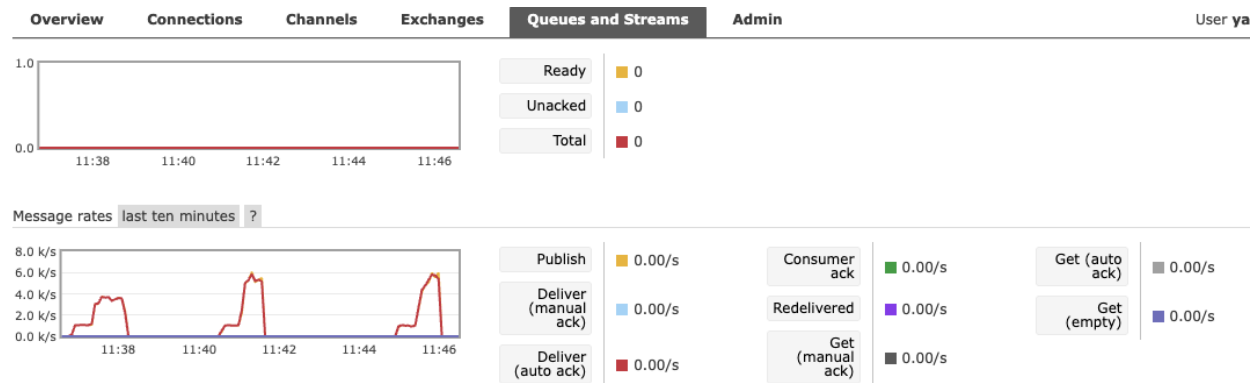 Overview Connections Channels Exchanges Queues and Streams Admin User ya
1.0
0.0
11:38 11:40 11:42 11:44 11:46
Ready 0
Unacked 0
Total 0
Message rates last ten minutes ?
8.0 k/s
6.0 k/s
4.0 k/s
2.0 k/s
0.0 k/s
11:38 11:40 11:42 11:44 11:46
Publish 0.00/s
Deliver
(manual
ack) 0.00/s
Deliver
(auto ack) 0.00/s
Consumer
ack 0.00/s
Redelivered 0.00/s
Get
(manual
ack) 0.00/s
Get (auto
ack) 0.00/s
Get
(empty) 0.00/s